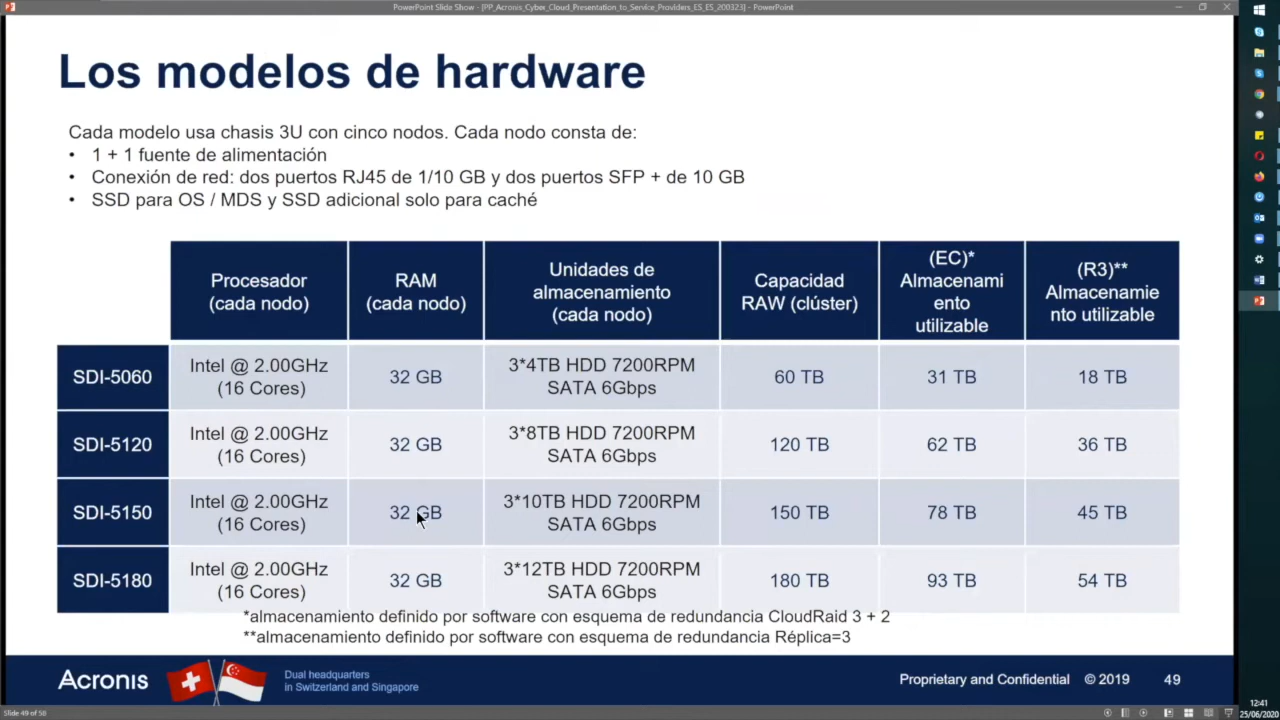 PowerPoint Slide Show - [PP_Acronis_Cyber_Cloud_Presentation_to_Service_Providers_ES_ES_200323] - PowerPoint
Los modelos de hardware
Cada modelo usa chasis 3U con cinco nodos. Cada nodo consta de:
• 1 + 1 fuente de alimentación
• Conexión de red: dos puertos RJ45 de 1/10 GB y dos puertos SFP + de 10 GB
• SSD para OS / MDS y SSD adicional solo para caché
Procesador
(cada nodo)
RAM
(cada nodo)
Unidades de
almacenamiento
(cada nodo)
Capacidad
RAW (clúster)
(EC)*
Almacenami
ento
utilizable
(R3)**
Almacenamie
nto utilizable
SDI-5060
Intel @ 2.00GHz
(16 Cores)
32 GB
3*4TB HDD 7200RPM
SATA 6Gbps
60 TB
31 TB
18 TB
SDI-5120
Intel @ 2.00GHz
(16 Cores)
32 GB
3*8TB HDD 7200RPM
SATA 6Gbps
120 TB
62 TB
36 TB
SDI-5150
Intel @ 2.00GHz
(16 Cores)
32 GB
3*10TB HDD 7200RPM
SATA 6Gbps
150 TB
78 TB
45 TB
SDI-5180
Intel @ 2.00GHz
(16 Cores)
32 GB
3*12TB HDD 7200RPM
SATA 6Gbps
180 TB
93 TB
54 TB
*almacenamiento definido por software con esquema de redundancia CloudRaid 3 + 2
**almacenamiento definido por software con esquema de redundancia Réplica=3
Acronis
Dual headquarters
in Switzerland and Singapore
Proprietary and Confidential © 2019 49
Slide 49 of 58
12:41
25/06/2020